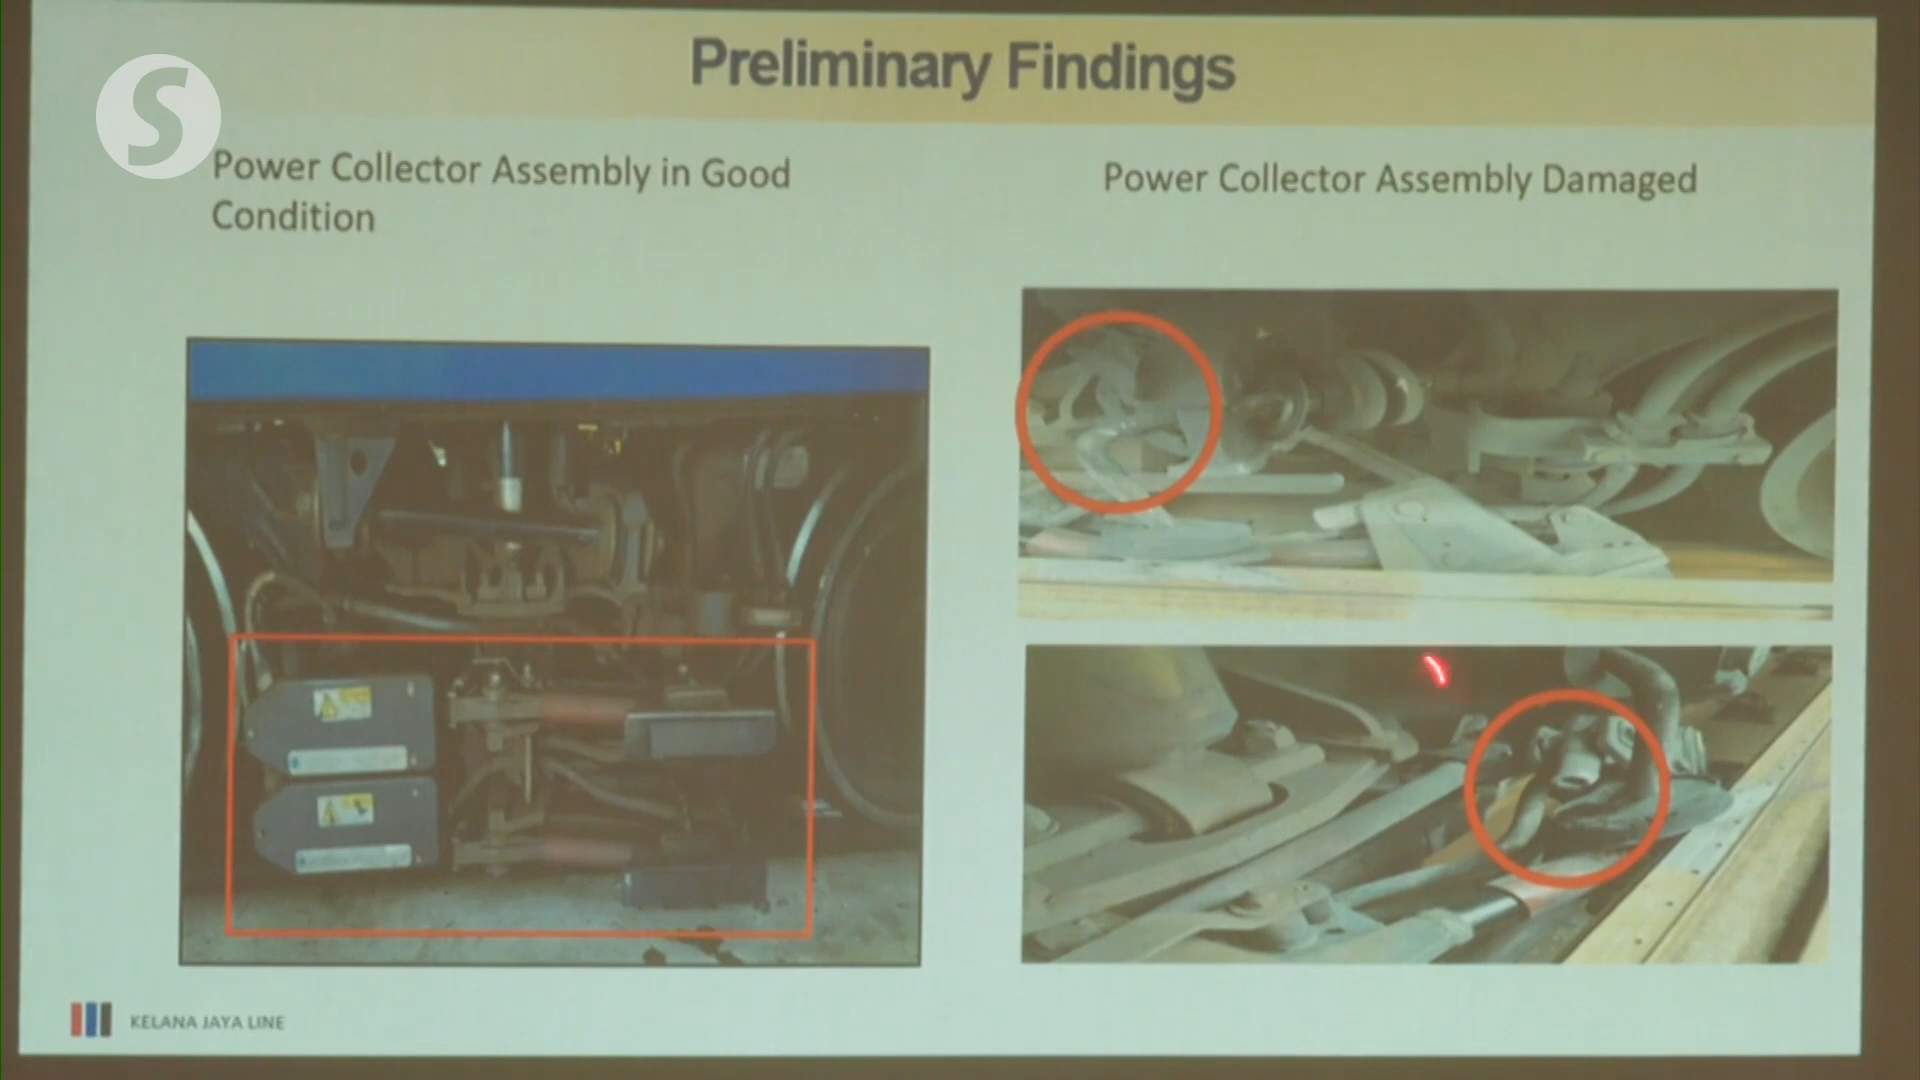 Preliminary Findings
S
Power Collector Assembly in Good
Condition
Power Collector Assembly Damaged
KELANA JAYA LINE